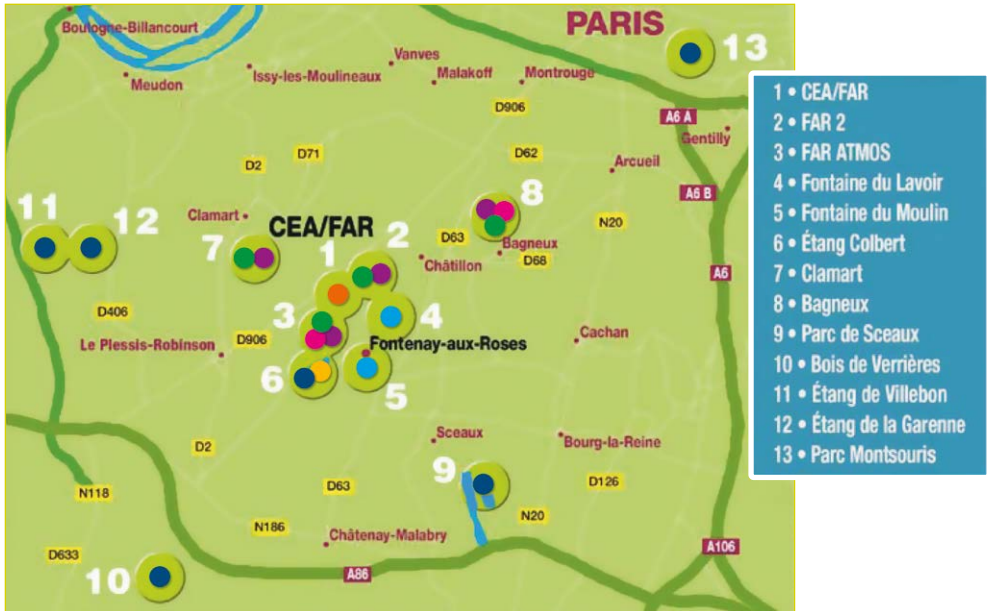 PARIS
Boulogne-Billancourt
13
Vanves
Meudon
Issy-les-Moulineaux
Malakoff
Montrouge
D906
A6 A
Gentilly
D71
D62
D2
Arcueil
A6 B
11
12
Clamart
CEA/FAR
8
N20
7
1
2
D63
Bagneux
D68
Châtillon
A6
D406
3
4
Le Plessis-Robinson
D906
Fontenay-aux-Roses
Cachan
6
5
D2
Sceaux
Bourg-la-Reine
9
N118
D63
D126
N186
N20
Châtenay-Malabry
D633
10
A86
A106
1 • CEA/FAR
2 • FAR 2
3 • FAR ATMOS
4 • Fontaine du Lavoir
5 • Fontaine du Moulin
6 • Étang Colbert
7 • Clamart
8 • Bagneux
9 • Parc de Sceaux
10 • Bois de Verrières
11 • Étang de Villebon
12 • Étang de la Garenne
13 • Parc Montsouris